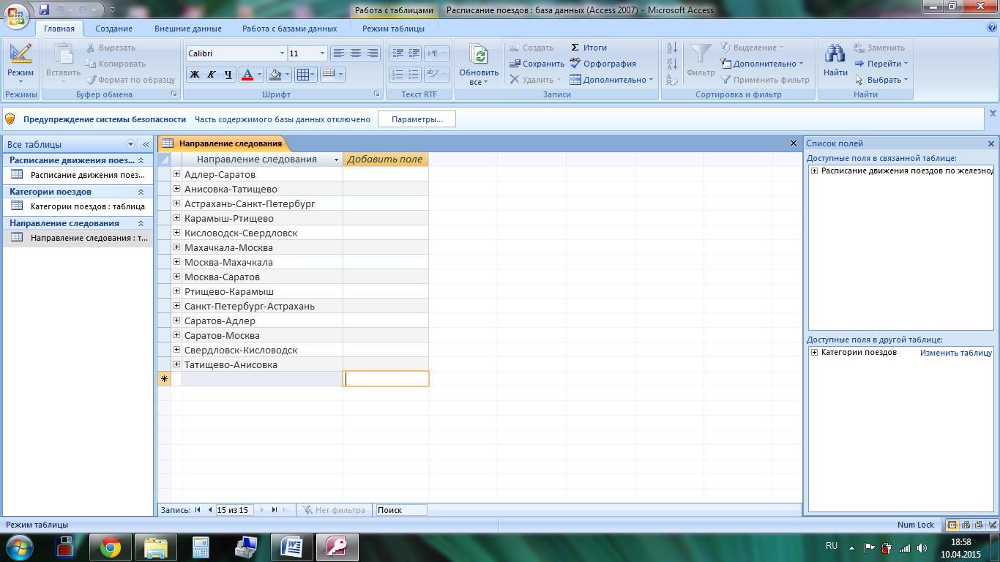 Работа с таблицами Расписание поездов : база данных (Access 2007) - Microsoft Access
Главная Создание Внешние данные Работа с базами данных Режим таблицы
Режим
Режимы
Вставить
Вырезать
Копировать
Формат по образцу
Буфер обмена
Calibri 11
Ж К Ч А
Шрифт
Текст RTF
Обновить
все
Создать
Сохранить
Удалить
Итоги
Орфография
Дополнительно
Записи
Фильтр
Выделение
Дополнительно
Применить фильтр
Сортировка и фильтр
Найти
Заменить
Перейти
Выбрать
Найти
Предупреждение системы безопасности Часть содержимого базы данных отключено Параметры...
Все таблицы
Расписание движения поез...
Расписание движения поез...
Категории поездов
Категории поездов : таблица
Направление следования
Направление следования : т...
Направление следования
Направление следования Добавить поле
Адлер-Саратов
Анисовка-Татищево
Астрахань-Санкт-Петербург
Карамыш-Ртищево
Кисловодск-Свердловск
Махачкала-Москва
Москва-Махачкала
Москва-Саратов
Ртищево-Карамыш
Санкт-Петербург-Астрахань
Саратов-Адлер
Саратов-Москва
Свердловск-Кисловодск
Татищево-Анисовка
Запись: 15 из 15 Нет фильтра Поиск
Список полей
Доступные поля в связанной таблице:
Расписание движения поездов по железнод
Доступные поля в другой таблице:
Категории поездов Изменить таблицу
Режим таблицы Num Lock
RU 18:58
10.04.2015